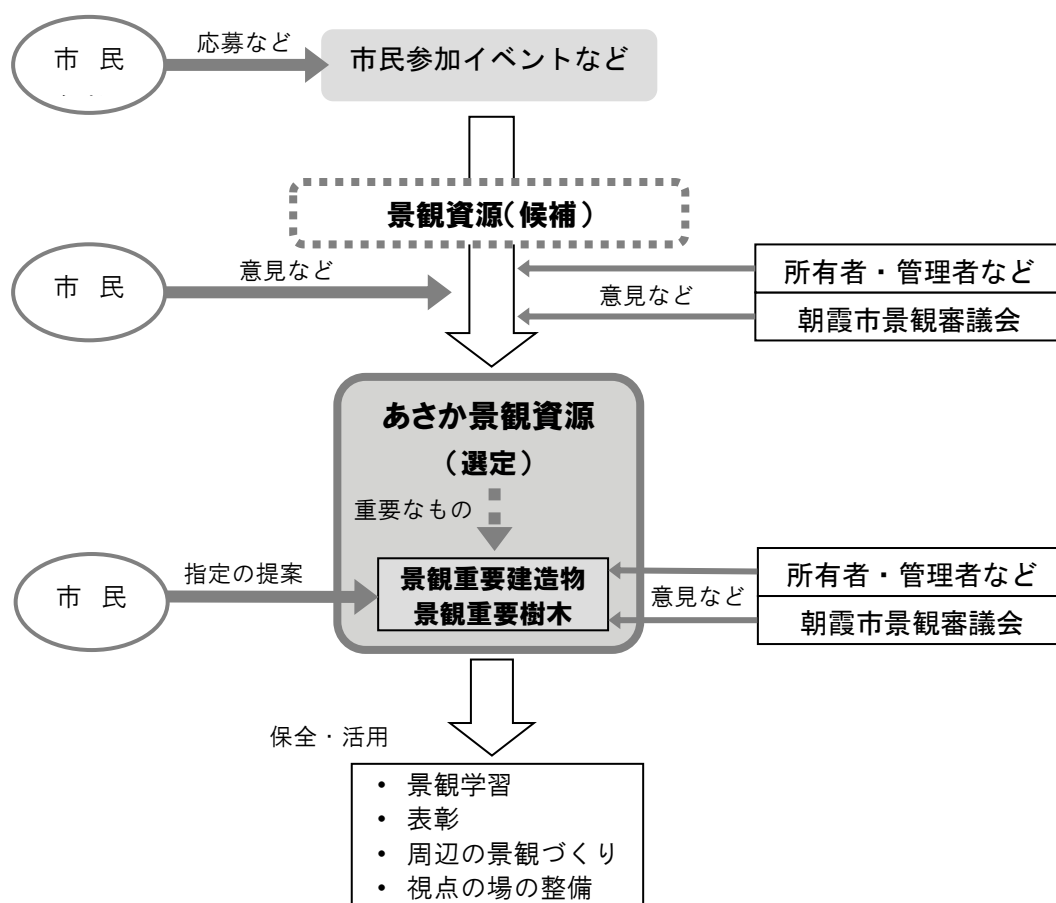 市 民
応募など
市民参加イベントなど
景観資源(候補)
市 民
意見など
意見など
所有者・管理者など
朝霞市景観審議会
あさか景観資源
(選定)
重要なもの
市 民
指定の提案
景観重要建造物
景観重要樹木
意見など
所有者・管理者など
朝霞市景観審議会
保全・活用
• 景観学習
• 表彰
• 周辺の景観づくり
• 視点の場の整備